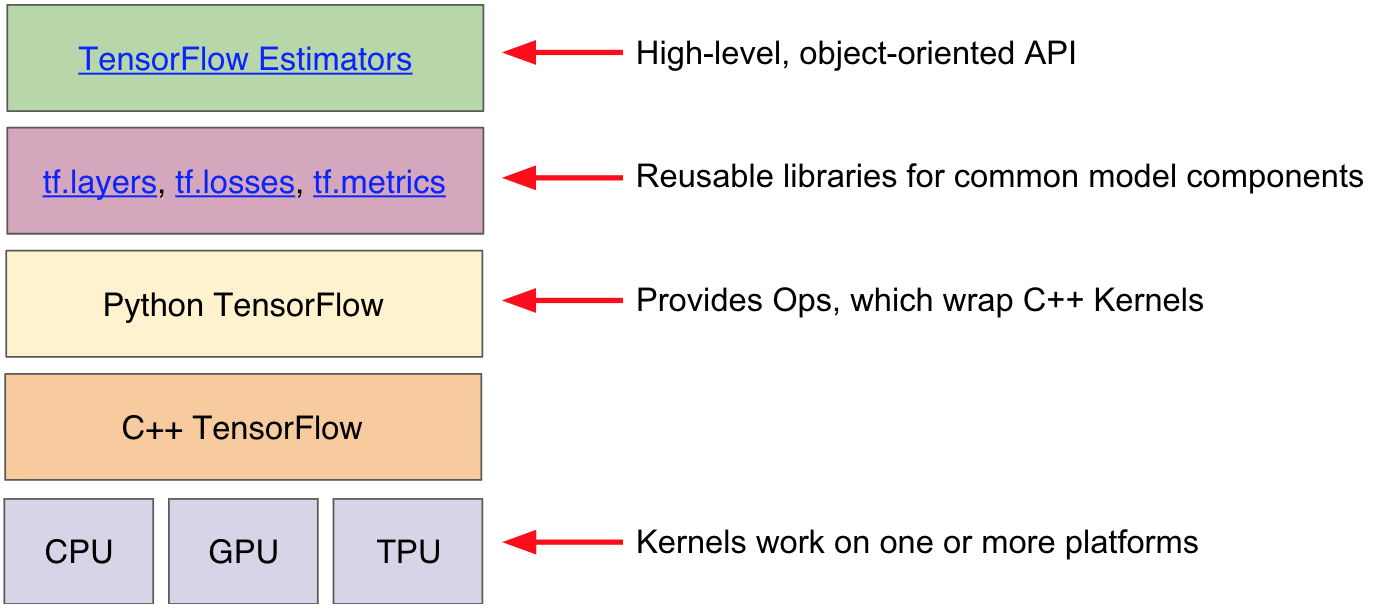 TensorFlow Estimators
High-level, object-oriented API
tf.layers, tf.losses, tf.metrics
Reusable libraries for common model components
Python TensorFlow
Provides Ops, which wrap C++ Kernels
C++ TensorFlow
CPU
GPU
TPU
Kernels work on one or more platforms